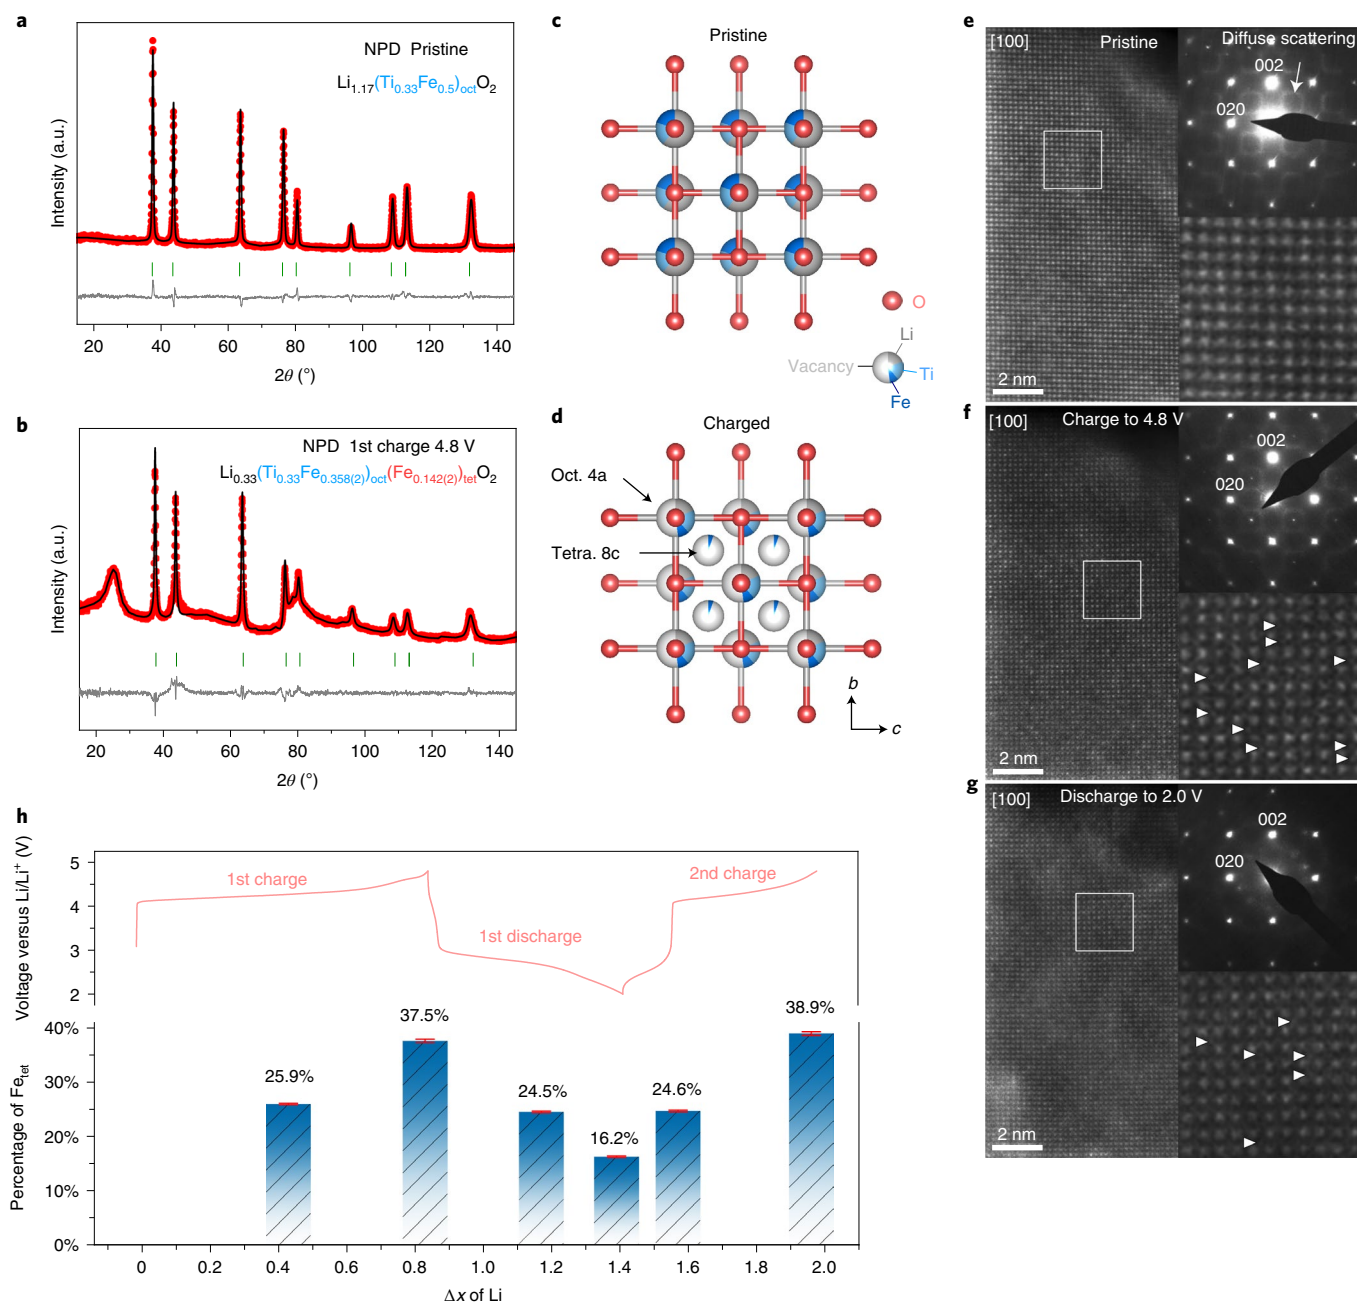 a
NPD Pristine
Li1.17(Ti0.33Fe0.5)octO2
Intensity (a.u.)
20 40 60 80 100 120 140
2θ (°)
b
NPD 1st charge 4.8 V
Li0.33(Ti0.33Fe0.358(2))oct(Fe0.142(2))tetO2
Intensity (a.u.)
20 40 60 80 100 120 140
2θ (°)
c
Pristine
O
Li
Vacancy
Ti
Fe
d
Charged
Oct. 4a
Tetra. 8c
b
c
e
[100]
Pristine
Diffuse scattering
002
020
2 nm
f
[100]
Charge to 4.8 V
002
020
2 nm
g
[100]
Discharge to 2.0 V
002
020
2 nm
h
Voltage versus Li/Li+ (V)
5
4
3
2
1st charge
1st discharge
2nd charge
Percentage of Fetet
40%
30%
20%
10%
0%
25.9%
37.5%
24.5%
16.2%
24.6%
38.9%
0 0.2 0.4 0.6 0.8 1.0 1.2 1.4 1.6 1.8 2.0
Δx of Li